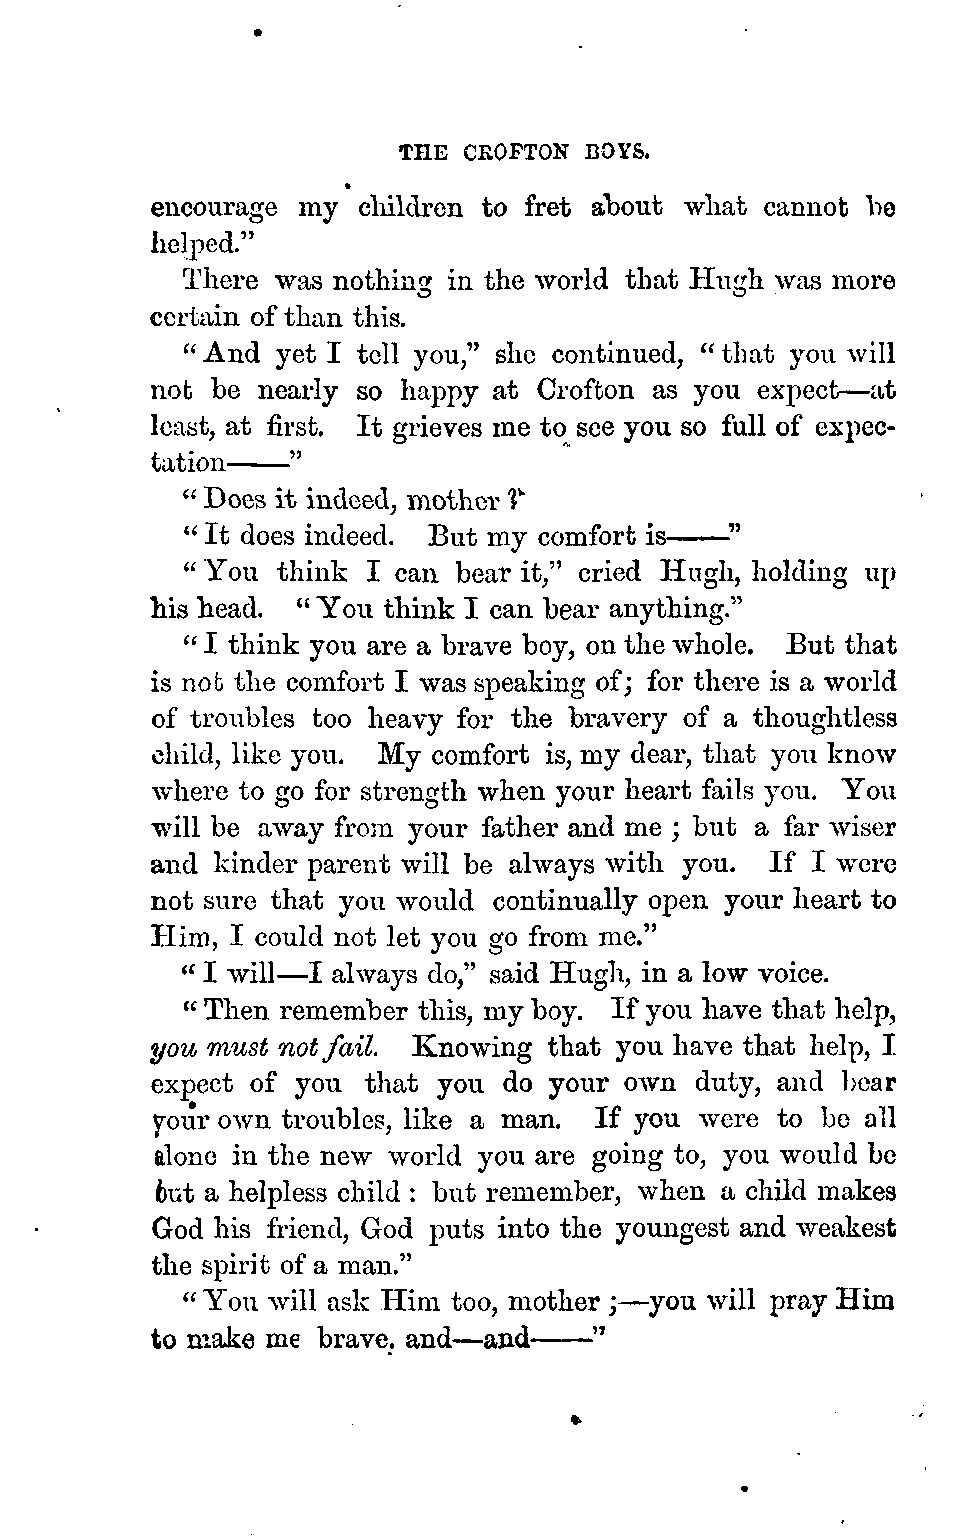 THE CROFTON BOYS.
encourage my children to fret about what cannot be
helped."
There was nothing in the world that Hugh was more
certain of than this.
"And yet I tell you," she continued, "that you will
not be nearly so happy at Crofton as you expect—at
least, at first. It grieves me to see you so full of expec-
tation——"
"Does it indeed, mother?"
"It does indeed. But my comfort is——"
"You think I can bear it," cried Hugh, holding up
his head. "You think I can bear anything."
"I think you are a brave boy, on the whole. But that
is not the comfort I was speaking of; for there is a world
of troubles too heavy for the bravery of a thoughtless
child, like you. My comfort is, my dear, that you know
where to go for strength when your heart fails you. You
will be away from your father and me; but a far wiser
and kinder parent will be always with you. If I were
not sure that you would continually open your heart to
Him, I could not let you go from me."
"I will—I always do," said Hugh, in a low voice.
"Then remember this, my boy. If you have that help,
you must not fail. Knowing that you have that help, I
expect of you that you do your own duty, and bear
your own troubles, like a man. If you were to be all
alone in the new world you are going to, you would be
but a helpless child: but remember, when a child makes
God his friend, God puts into the youngest and weakest
the spirit of a man."
"You will ask Him too, mother;—you will pray Him
to make me brave, and—and——"